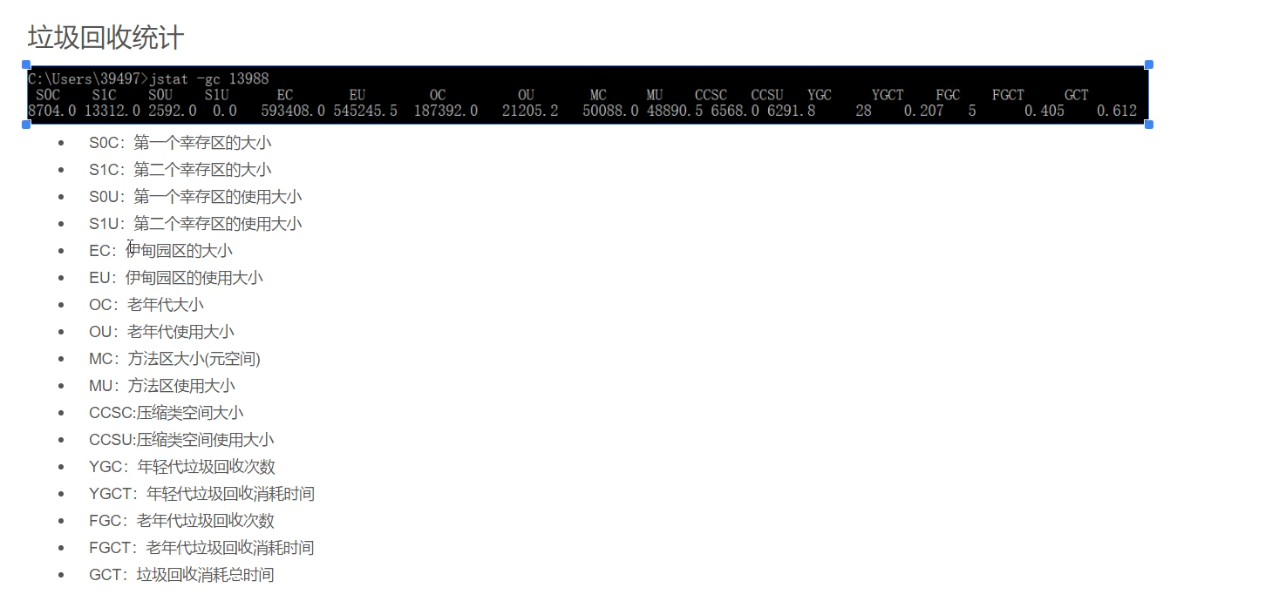 垃圾回收统计
C:\Users\39497>jstat -gc 13988
S0C S1C S0U S1U EC EU OC OU MC MU CCSC CCSU YGC YGCT FGC FGCT GCT
8704.0 13312.0 2592.0 0.0 593408.0 545245.5 187392.0 21205.2 50088.0 48890.5 6568.0 6291.8 28 0.207 5 0.405 0.612
• S0C：第一个幸存区的大小
• S1C：第二个幸存区的大小
• S0U：第一个幸存区的使用大小
• S1U：第二个幸存区的使用大小
• EC：伊甸园区的大小
• EU：伊甸园区的使用大小
• OC：老年代大小
• OU：老年代使用大小
• MC：方法区大小(元空间)
• MU：方法区使用大小
• CCSC:压缩类空间大小
• CCSU:压缩类空间使用大小
• YGC：年轻代垃圾回收次数
• YGCT：年轻代垃圾回收消耗时间
• FGC：老年代垃圾回收次数
• FGCT：老年代垃圾回收消耗时间
• GCT：垃圾回收消耗总时间